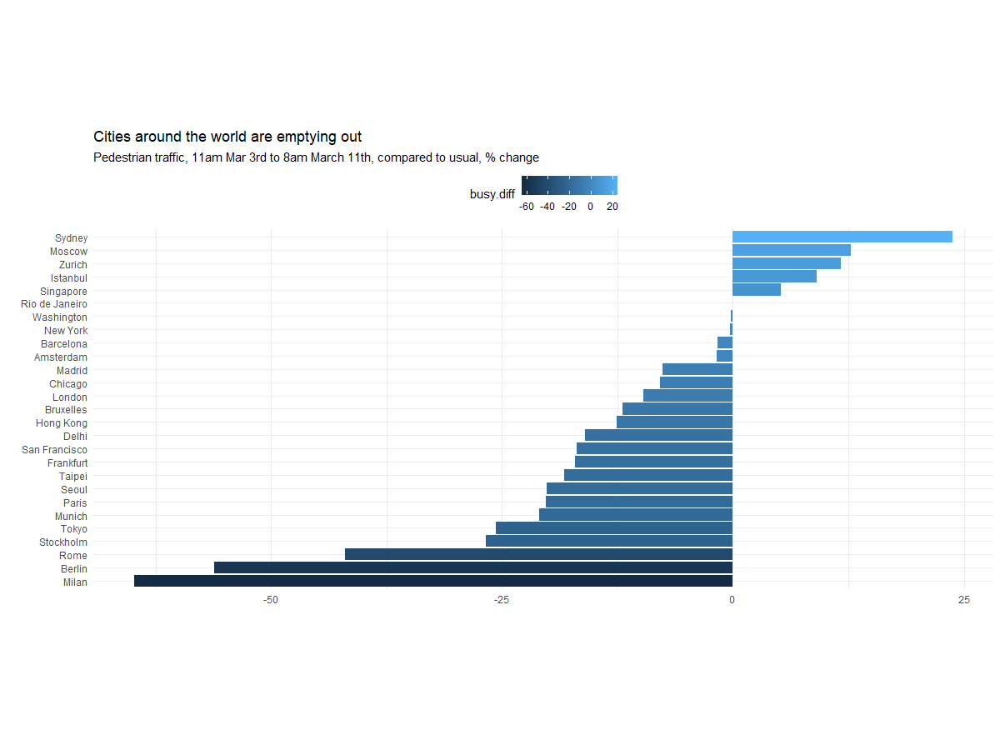 Cities around the world are emptying out
Pedestrian traffic, 11am Mar 3rd to 8am March 11th, compared to usual, % change
busy.diff
-60 -40 -20 0 20
Sydney
Moscow
Zurich
Istanbul
Singapore
Rio de Janeiro
Washington
New York
Barcelona
Amsterdam
Madrid
Chicago
London
Bruxelles
Hong Kong
Delhi
San Francisco
Frankfurt
Taipei
Seoul
Paris
Munich
Tokyo
Stockholm
Rome
Berlin
Milan
-50 -25 0 25